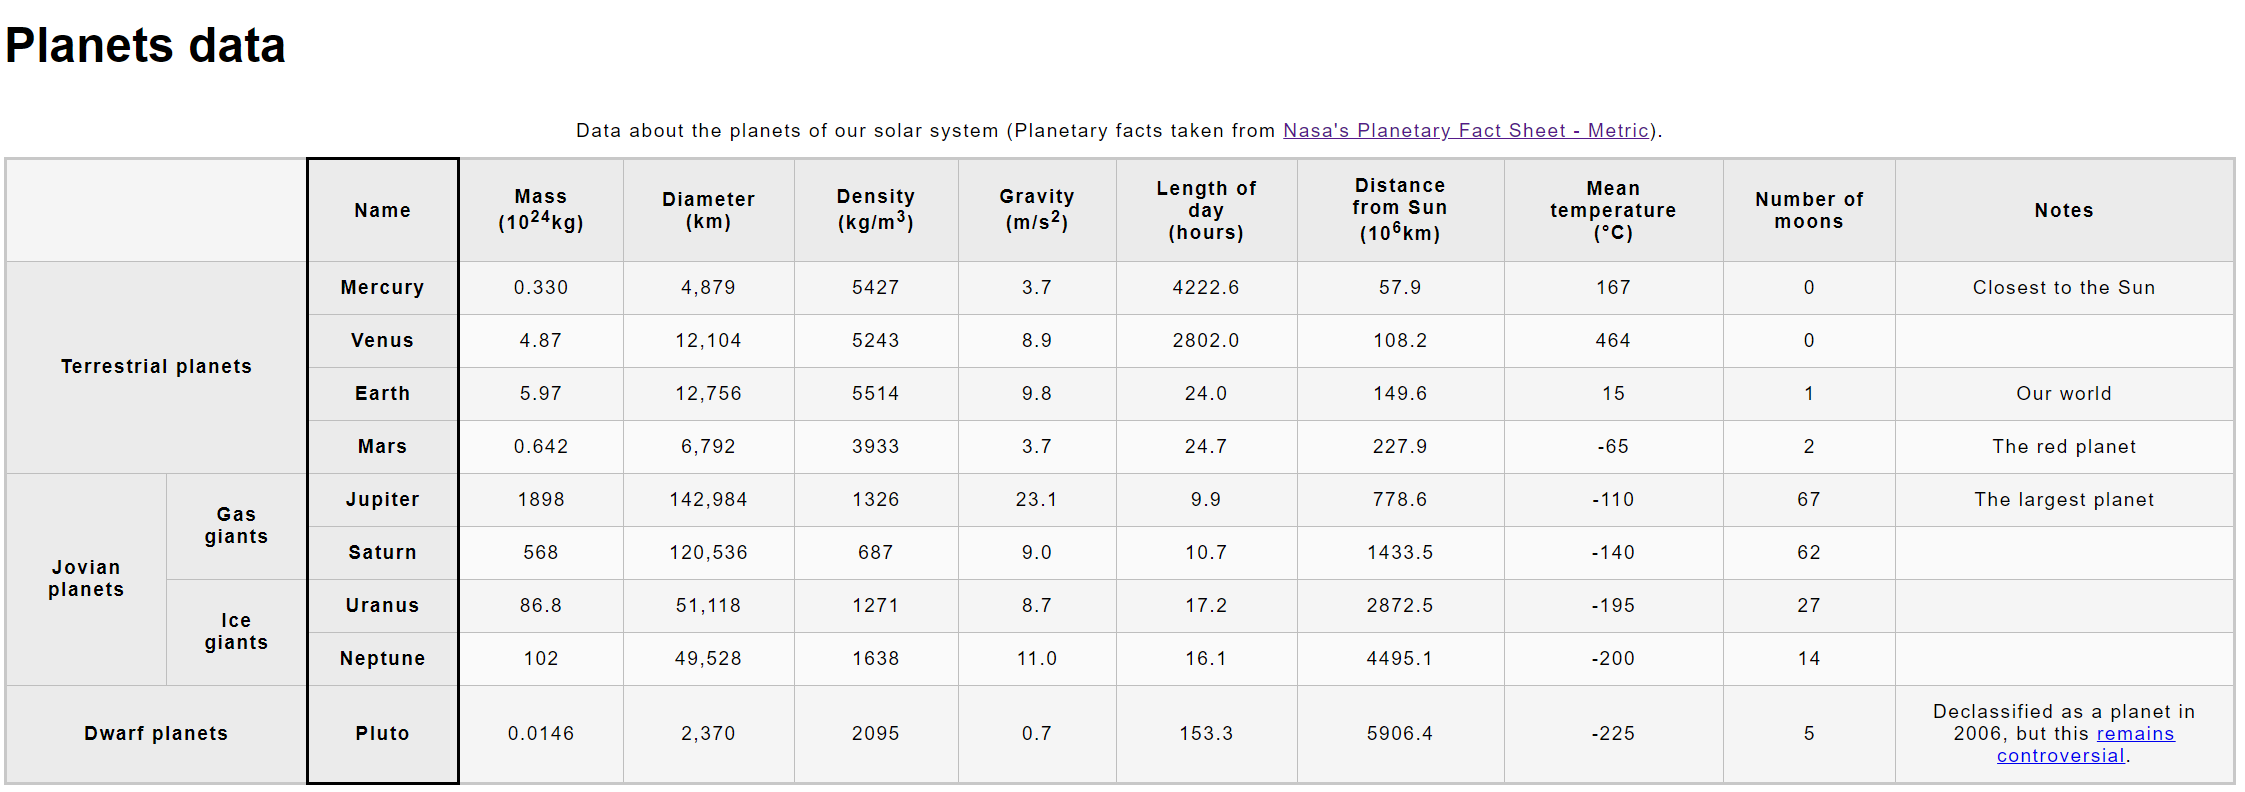 Planets data
Data about the planets of our solar system (Planetary facts taken from Nasa's Planetary Fact Sheet - Metric).
Name Mass (10²⁴kg) Diameter (km) Density (kg/m³) Gravity (m/s²) Length of day (hours) Distance from Sun (10⁶km) Mean temperature (°C) Number of moons Notes
Terrestrial planets
Mercury 0.330 4,879 5427 3.7 4222.6 57.9 167 0 Closest to the Sun
Venus 4.87 12,104 5243 8.9 2802.0 108.2 464 0
Earth 5.97 12,756 5514 9.8 24.0 149.6 15 1 Our world
Mars 0.642 6,792 3933 3.7 24.7 227.9 -65 2 The red planet
Jovian planets
Gas giants
Jupiter 1898 142,984 1326 23.1 9.9 778.6 -110 67 The largest planet
Saturn 568 120,536 687 9.0 10.7 1433.5 -140 62
Ice giants
Uranus 86.8 51,118 1271 8.7 17.2 2872.5 -195 27
Neptune 102 49,528 1638 11.0 16.1 4495.1 -200 14
Dwarf planets Pluto 0.0146 2,370 2095 0.7 153.3 5906.4 -225 5 Declassified as a planet in 2006, but this remains controversial.